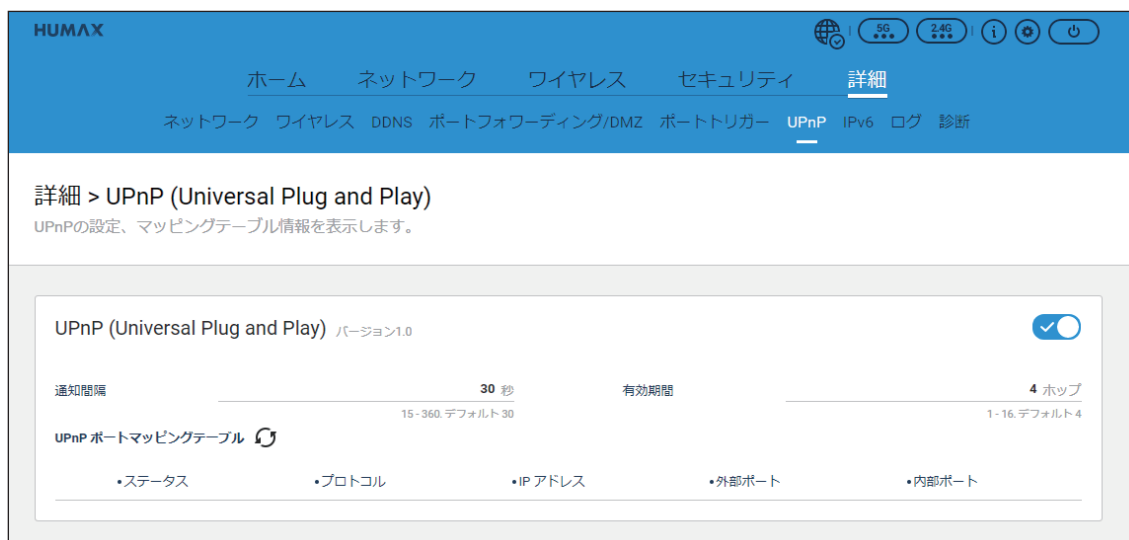 HUMAX
5G
2.4G
ホーム ネットワーク ワイヤレス セキュリティ 詳細
ネットワーク ワイヤレス DDNS ポートフォワーディング/DMZ ポートトリガー UPnP IPv6 ログ 診断
詳細 > UPnP (Universal Plug and Play)
UPnPの設定、マッピングテーブル情報を表示します。
UPnP (Universal Plug and Play) バージョン1.0
通知間隔 30 秒 有効期間 4 ホップ
15 - 360. デフォルト 30 1 - 16. デフォルト 4
UPnP ポートマッピングテーブル
•ステータス •プロトコル •IP アドレス •外部ポート •内部ポート